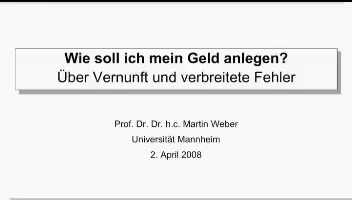 Wie soll ich mein Geld anlegen?
Über Vernunft und verbreitete Fehler
Prof. Dr. Dr. h.c. Martin Weber
Universität Mannheim
2. April 2008